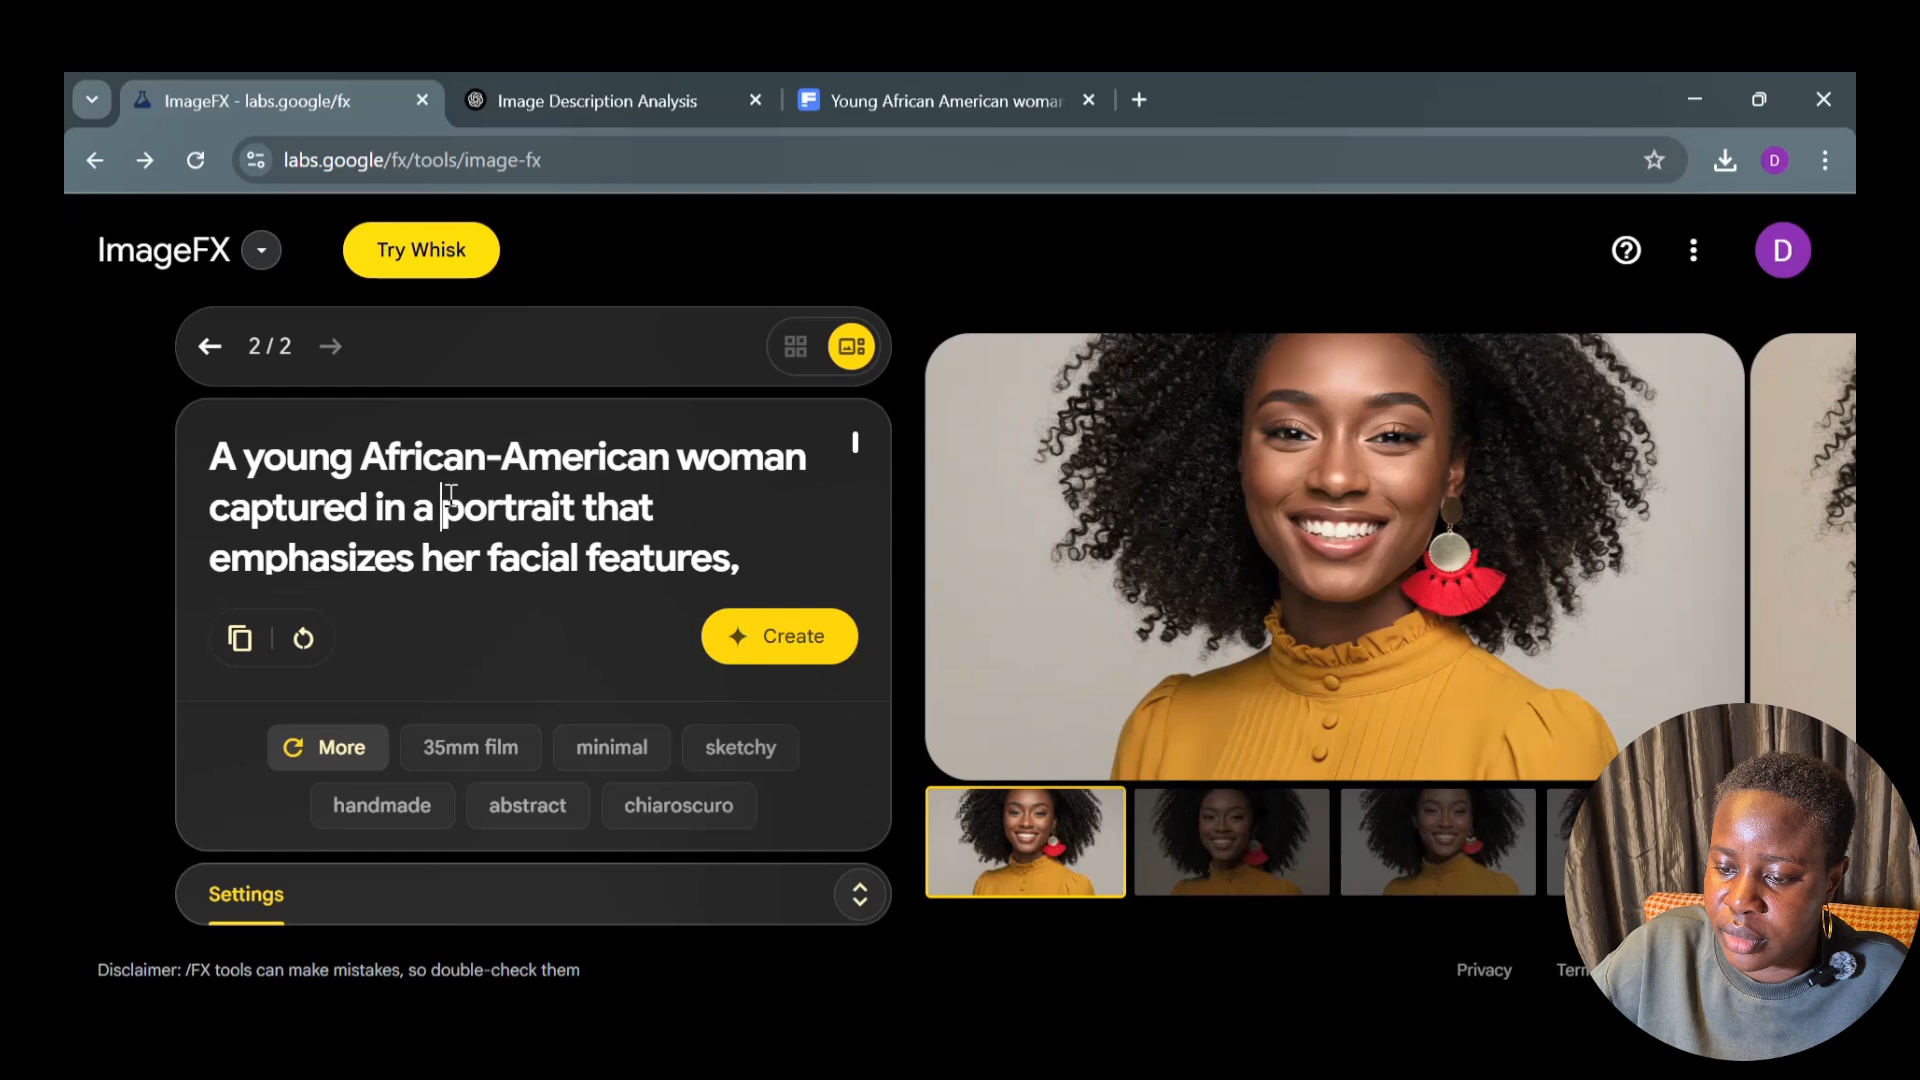 ImageFX - labs.google/fx
Image Description Analysis
Young African American woman
labs.google/fx/tools/image-fx
D
ImageFX
Try Whisk
D
2 / 2
A young African-American woman
captured in a portrait that
emphasizes her facial features,
Create
More
35mm film
minimal
sketchy
handmade
abstract
chiaroscuro
Settings
Disclaimer: /FX tools can make mistakes, so double-check them
Privacy